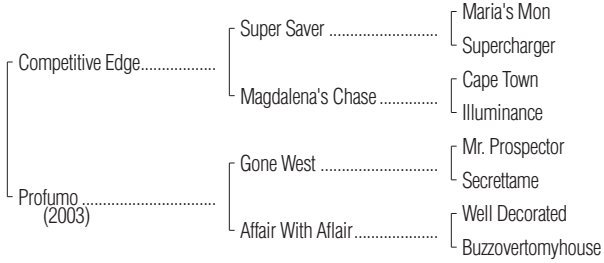 Maria's Mon
Super Saver ....................
Supercharger
Competitive Edge.................
Cape Town
Magdalena's Chase ..............
Illuminance
Mr. Prospector
Gone West .......................
Secrettame
Profumo ..............................
(2003)
Well Decorated
Affair With Aflair..................
Buzzovertomyhouse